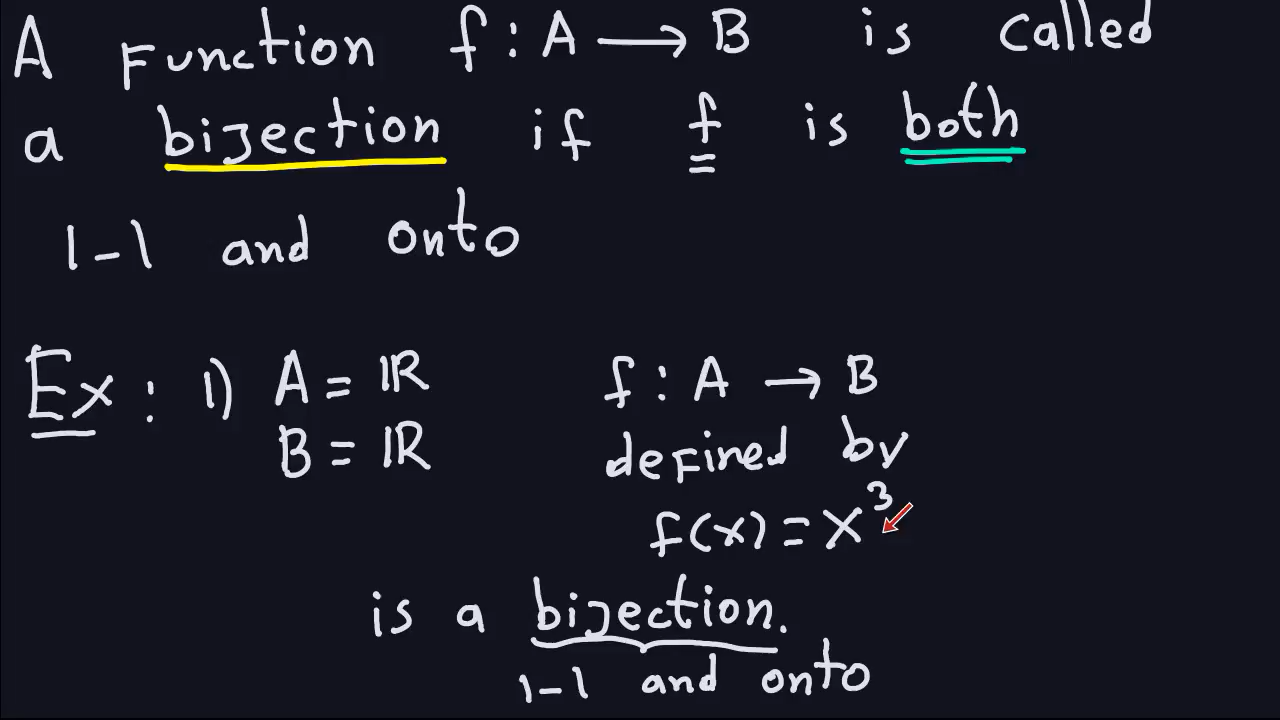 A Function f : A → B is called
a bijection if f is both
1-1 and onto
Ex : 1) A = ℝ f : A → B
B = ℝ defined by
f(x) = x³
is a bijection.
1-1 and onto